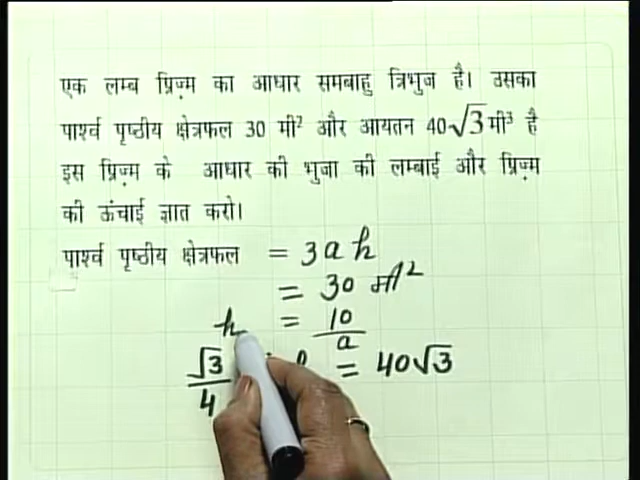 एक लम्ब प्रिज़्म का आधार समबाहु त्रिभुज है। उसका
पार्श्व पृष्ठीय क्षेत्रफल 30 मी² और आयतन 40√3 मी³ है
इस प्रिज़्म के आधार की भुजा की लम्बाई और प्रिज़्म
की ऊंचाई ज्ञात करो।
पार्श्व पृष्ठीय क्षेत्रफल = 3ah
= 30 मी²
h = 10/a
√3/4 = 40√3